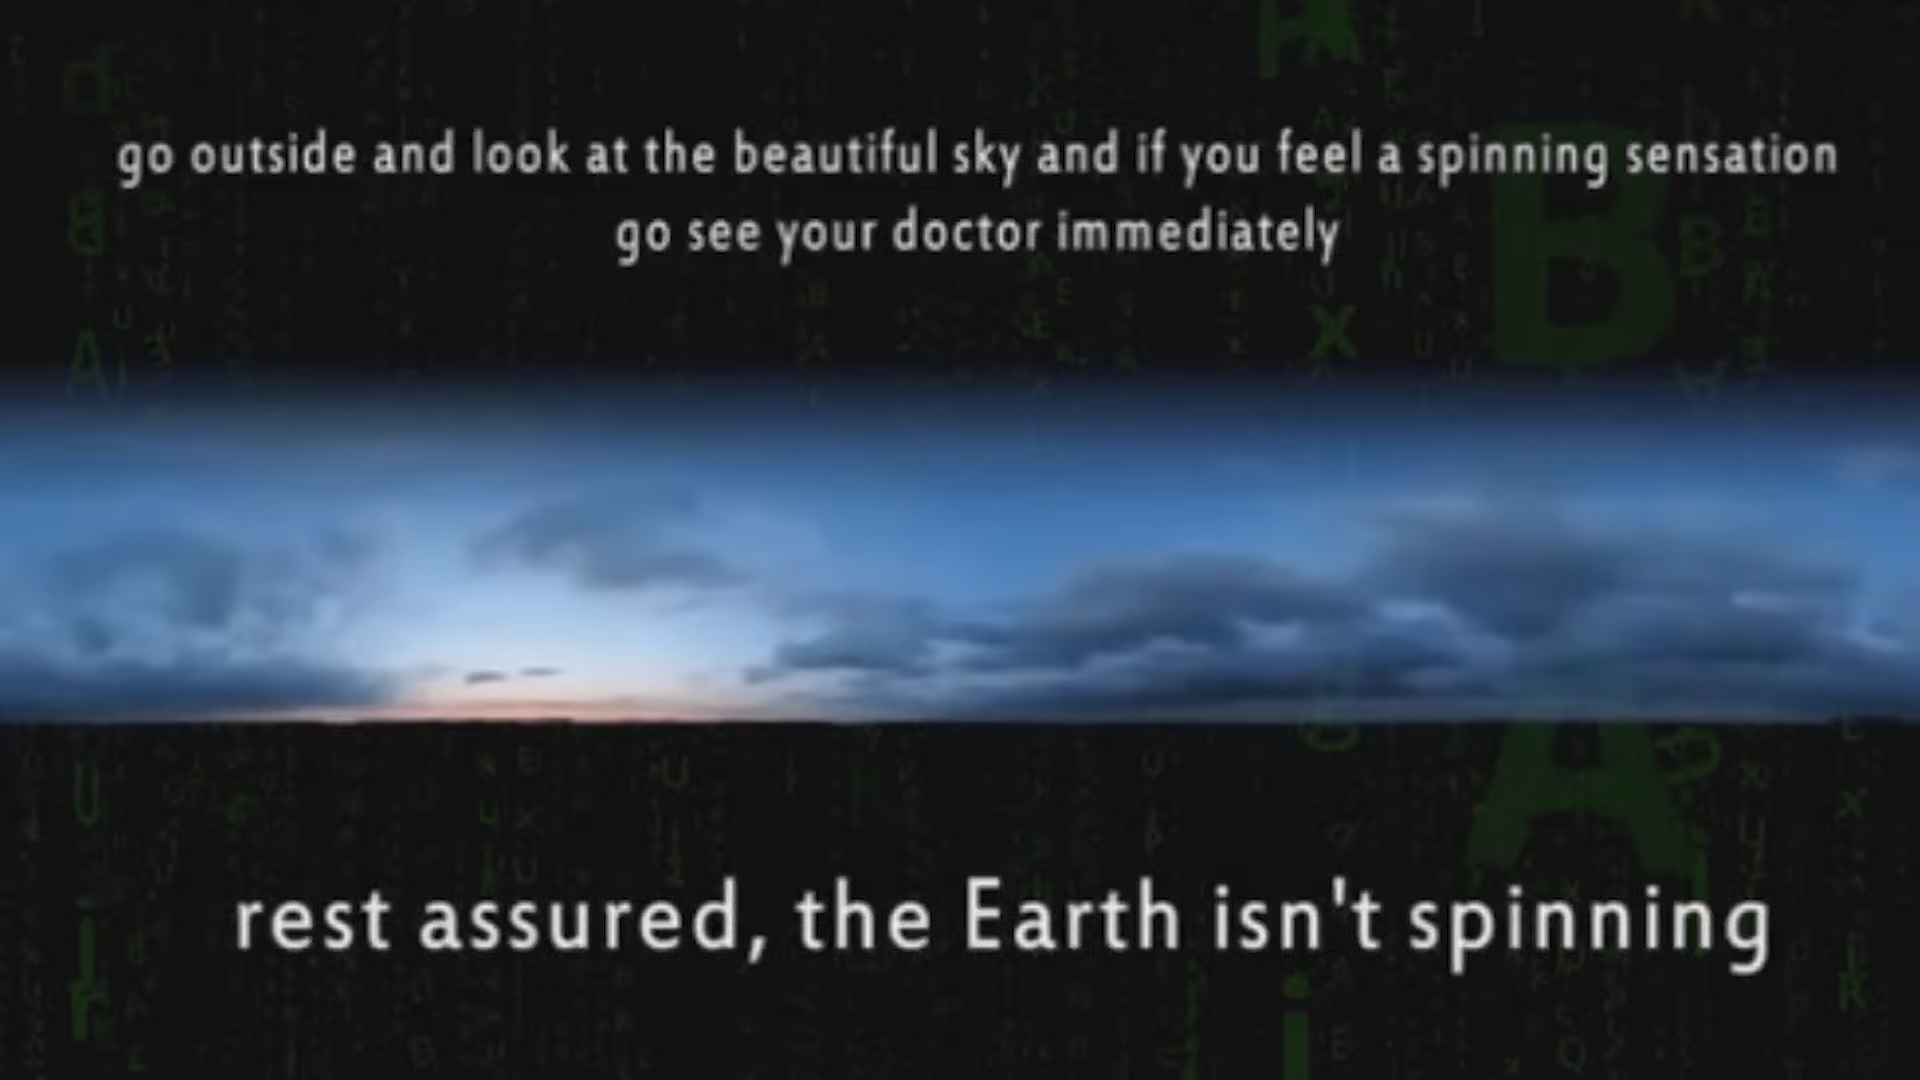 go outside and look at the beautiful sky and if you feel a spinning sensation
go see your doctor immediately
rest assured, the Earth isn't spinning